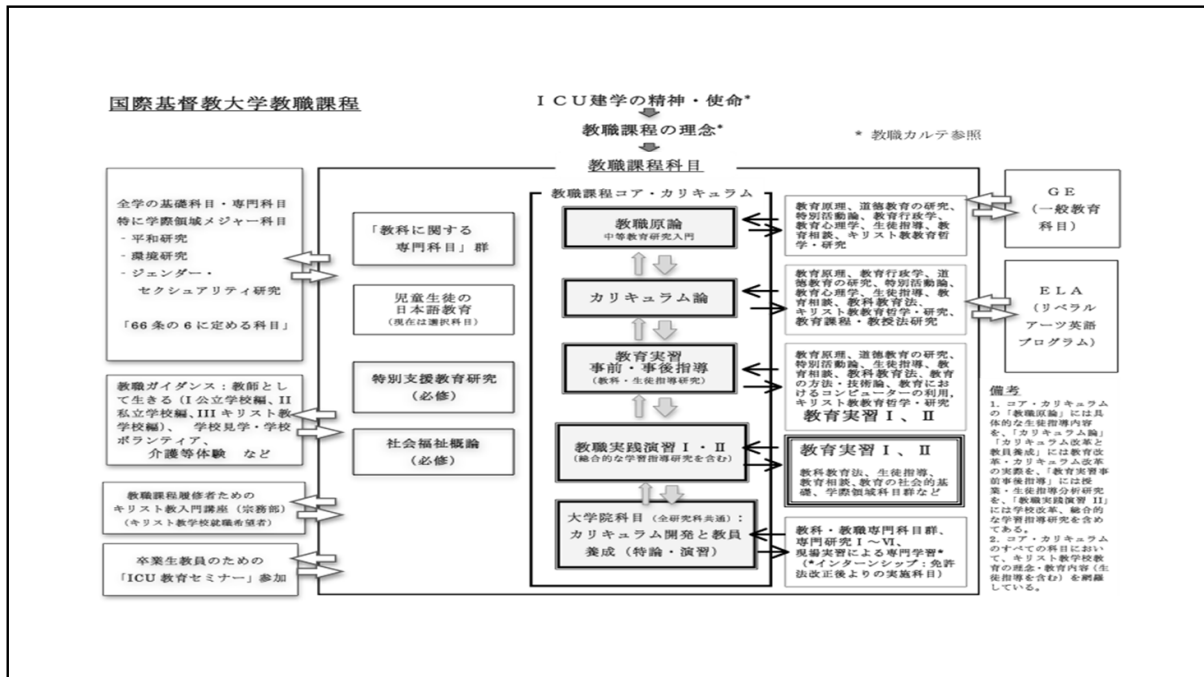 国際基督教大学教職課程
ICU建学の精神・使命*
教職課程の理念*
* 教職カルテ参照
教職課程科目
全学の基礎科目・専門科目
特に学際領域メジャー科目
- 平和研究
- 環境研究
- ジェンダー・
セクシュアリティ研究
「66条の6に定める科目」
教職ガイダンス：教師とし
て生きる（I 公立学校編、II
私立学校編、III キリスト教
学校編）、学校見学・学校
ボランティア、
介護等体験 など
教職課程履修者ための
キリスト教入門講座（宗務部）
（キリスト教学校就職希望者）
卒業生教員のための
「ICU 教育セミナー」参加
「教科に関する
専門科目」群
児童生徒の
日本語教育
（現在は選択科目）
特別支援教育研究
（必修）
社会福祉概論
（必修）
教職課程コア・カリキュラム
教職原論
中等教育研究入門
カリキュラム論
教育実習
事前・事後指導
（教科・生徒指導研究）
教職実践演習 I・II
（総合的な学習指導研究を含む）
大学院科目（全研究科共通）：
カリキュラム開発と教員
養成（特論・演習）
教育原理、道徳教育の研究、
特別活動論、教育行政学、
教育心理学、生徒指導、教
育相談、キリスト教教育哲
学・研究
教育原理、教育行政学、道
徳教育の研究、特別活動論、
教育心理学、生徒指導、教
育相談、教科教育法、
キリスト教教育哲学・研究、
教育課程・教授法研究
教育原理、道徳教育の研究、
特別活動論、生徒指導、教
育相談、教科教育法、教育
の方法・技術論、教育にお
けるコンピューターの利用、
キリスト教教育哲学・研究
教育実習 I、II
教育実習 I、II
教科教育法、生徒指導、
教育相談、教育の社会的基
礎、学際領域科目群など
教科・教職専門科目群、
専門研究 I～VI、
現場実習による専門学習*
（*インターンシップ：免許
法改正後よりの実施科目）
GE
（一般教育
科目）
ELA
（リベラル
アーツ英語
プログラム）
備考
1. コア・カリキュラム
の「教職原論」には具
体的な生徒指導内容
を、「カリキュラム論」
「カリキュラム改革と
教員養成」には教育改
革・カリキュラム改革
の実際を、「教育実習事
前事後指導」には授
業・生徒指導分析研究
を、「教職実践演習 II」
には学校改革、総合的
な学習指導研究を含め
てある。
2. コア・カリキュラム
のすべての科目におい
て、キリスト教学校教
育の理念・教育内容（生
徒指導を含む）を網羅
している。